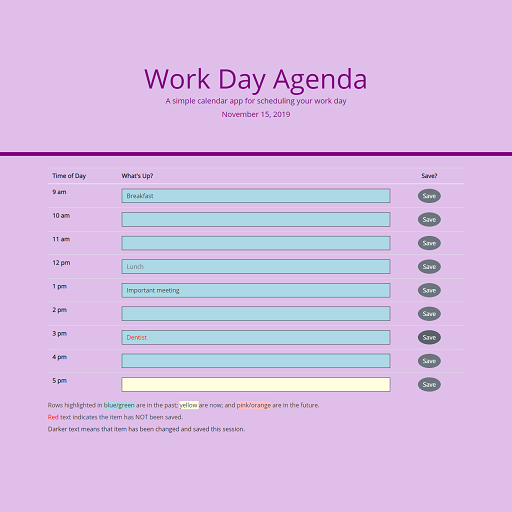 Work Day Agenda
A simple calendar app for scheduling your work day
November 15, 2019
Time of Day What's Up? Save?
9 am Breakfast Save
10 am Save
11 am Save
12 pm Lunch Save
1 pm Important meeting Save
2 pm Save
3 pm Dentist Save
4 pm Save
5 pm Save
Rows highlighted in blue/green are in the past; yellow are now; and pink/orange are in the future.
Red text indicates the item has NOT been saved.
Darker text means that item has been changed and saved this session.